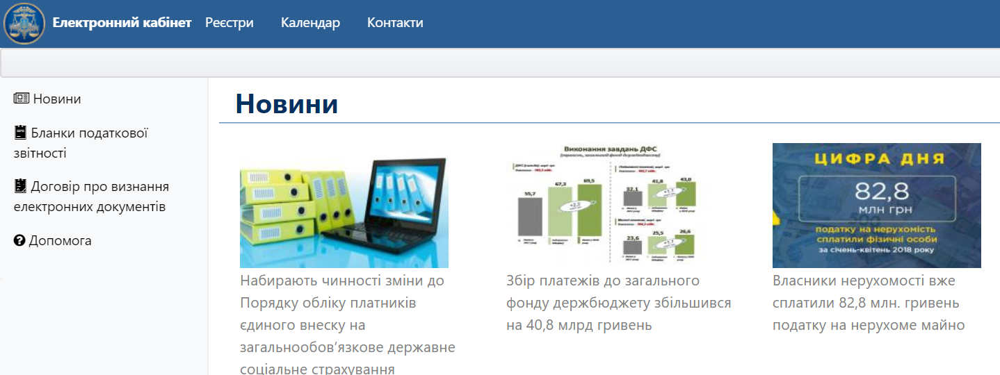 Електронний кабінет Реєстри Календар Контакти
Новини
Бланки податкової
звітності
Договір про визнання
електронних документів
Допомога
Новини
Набирають чинності зміни до
Порядку обліку платників
єдиного внеску на
загальнообов’язкове державне
соціальне страхування
Виконання завдань ДФС
55,7
67,3
69,5
32,1
41,8
43,0
23,6
25,5
26,6
Збір платежів до загального
фонду держбюджету збільшився
на 40,8 млрд гривень
ЦИФРА ДНЯ
82,8
млн грн
податку на нерухомість
сплатили фізичні особи
за січень-квітень 2018 року
Власники нерухомості вже
сплатили 82,8 млн. гривень
податку на нерухоме майно